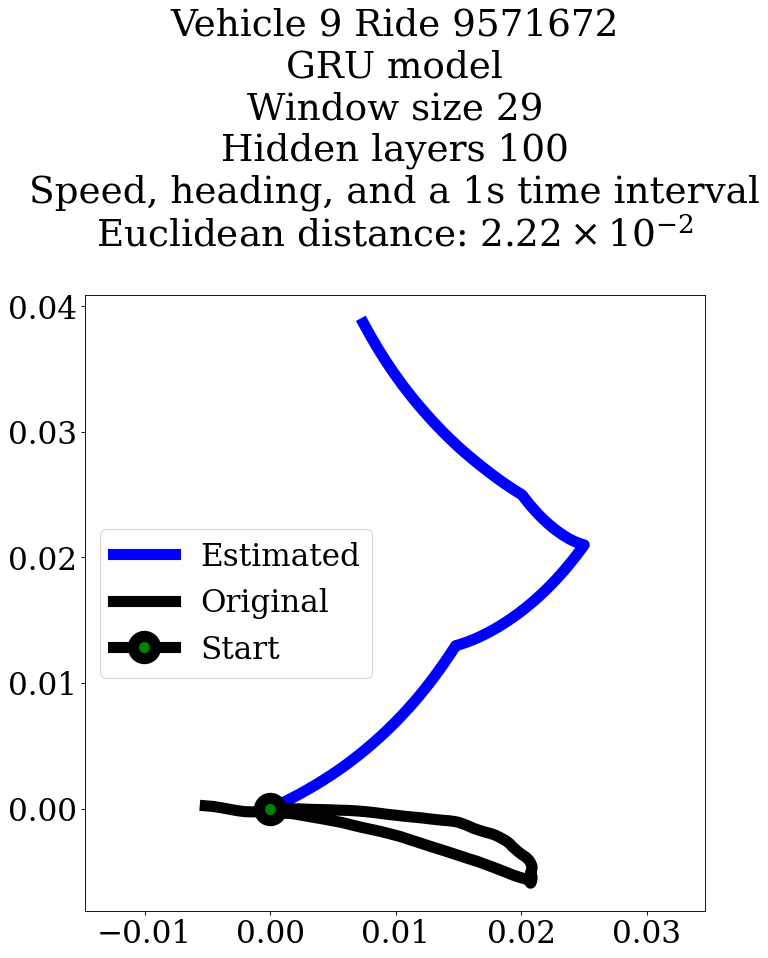 Vehicle 9 Ride 9571672
GRU model
Window size 29
Hidden layers 100
Speed, heading, and a 1s time interval
Euclidean distance: 2.22 × 10⁻²
0.04
0.03
0.02
0.01
0.00
Estimated
Original
Start
−0.01
0.00
0.01
0.02
0.03